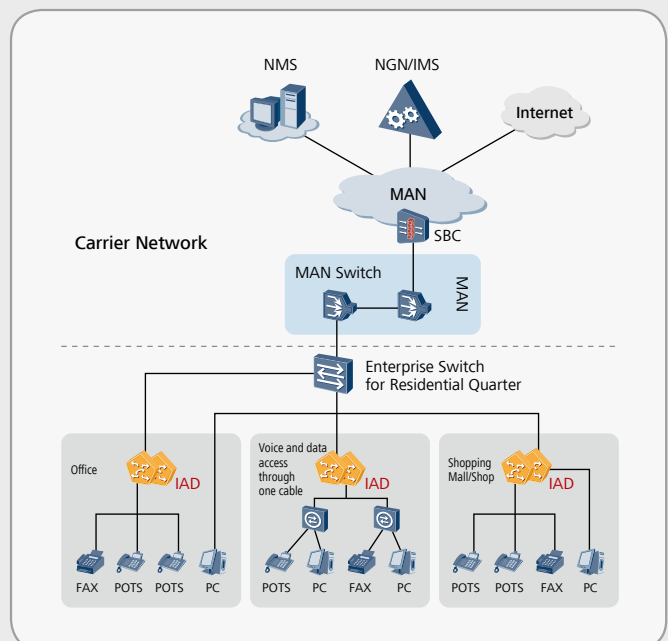 NMS
NGN/IMS
Internet
MAN
SBC
Carrier Network
MAN Switch
MAN
Enterprise Switch
for Residential Quarter
Office
IAD
FAX
POTS
POTS
PC
Voice and data
access
through
one cable
IAD
POTS
PC
FAX
PC
Shopping
Mall/Shop
IAD
POTS
POTS
FAX
PC